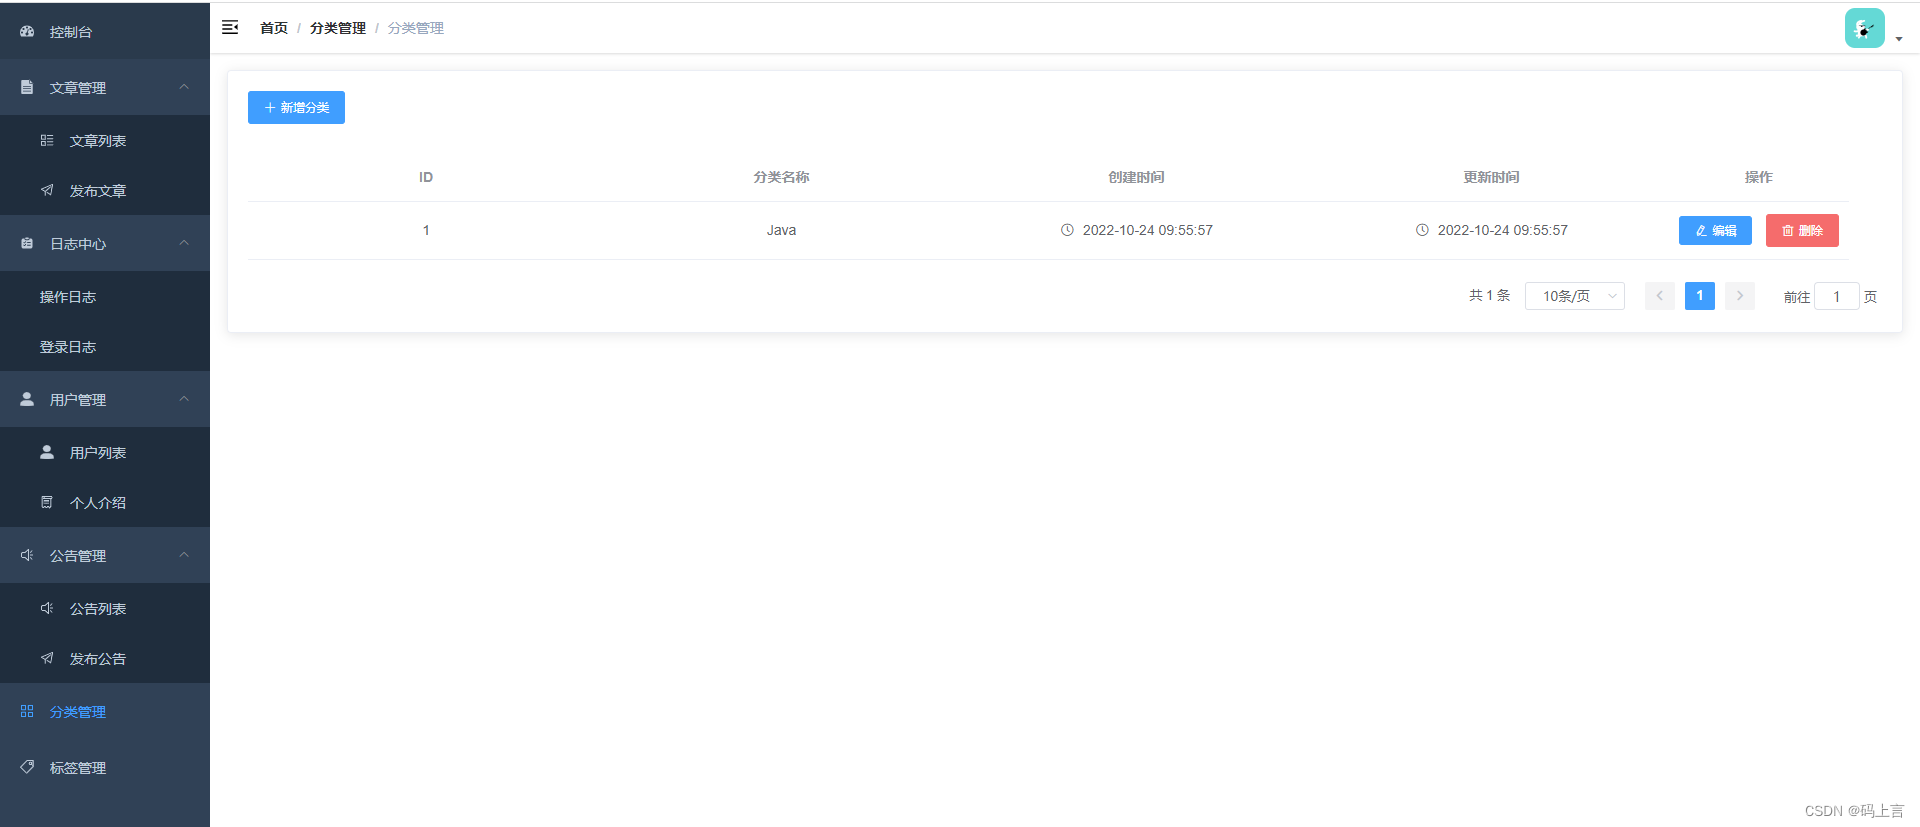 控制台
文章管理
文章列表
发布文章
日志中心
操作日志
登录日志
用户管理
用户列表
个人介绍
公告管理
公告列表
发布公告
分类管理
标签管理
首页 / 分类管理 / 分类管理
新增分类
ID 分类名称 创建时间 更新时间 操作
1 Java 2022-10-24 09:55:57 2022-10-24 09:55:57 编辑 删除
共 1 条 10条/页 1 前往 1 页
CSDN @码上言